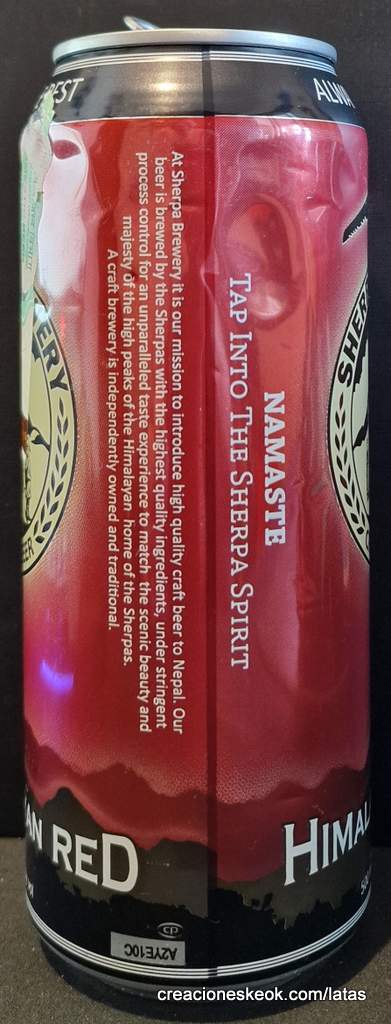 EREST
ALWA
NAMASTE
TAP INTO THE SHERPA SPIRIT
At Sherpa Brewery it is our mission to introduce high quality craft beer to Nepal. Our
beer is brewed by the Sherpas with the highest quality ingredients, under stringent
process control for an unparalleled taste experience to match the scenic beauty and
majesty of the high peaks of the Himalayan home of the Sherpas.
A craft brewery is independently owned and traditional.
ERY
ER
SHER
C
AN RED
HIMAL
CP
A2YE10C
creacioneskeok.com/latas